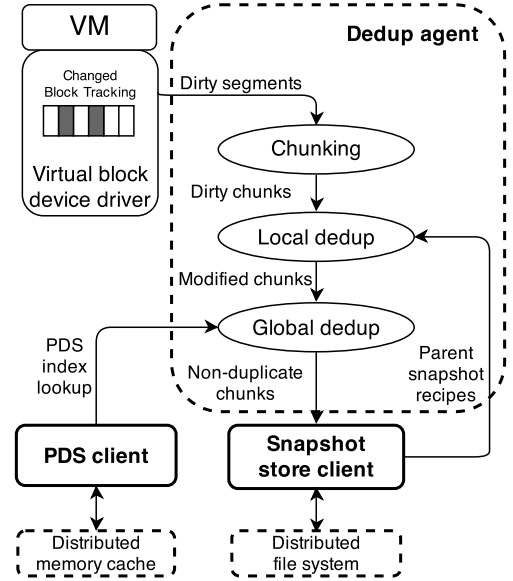 VM
Dedup agent
Changed
Block Tracking
Dirty segments
Virtual block
device driver
Chunking
Dirty chunks
Local dedup
Modified chunks
Global dedup
PDS
index
lookup
Non-duplicate
chunks
Parent
snapshot
recipes
PDS client
Snapshot
store client
Distributed
memory cache
Distributed
file system